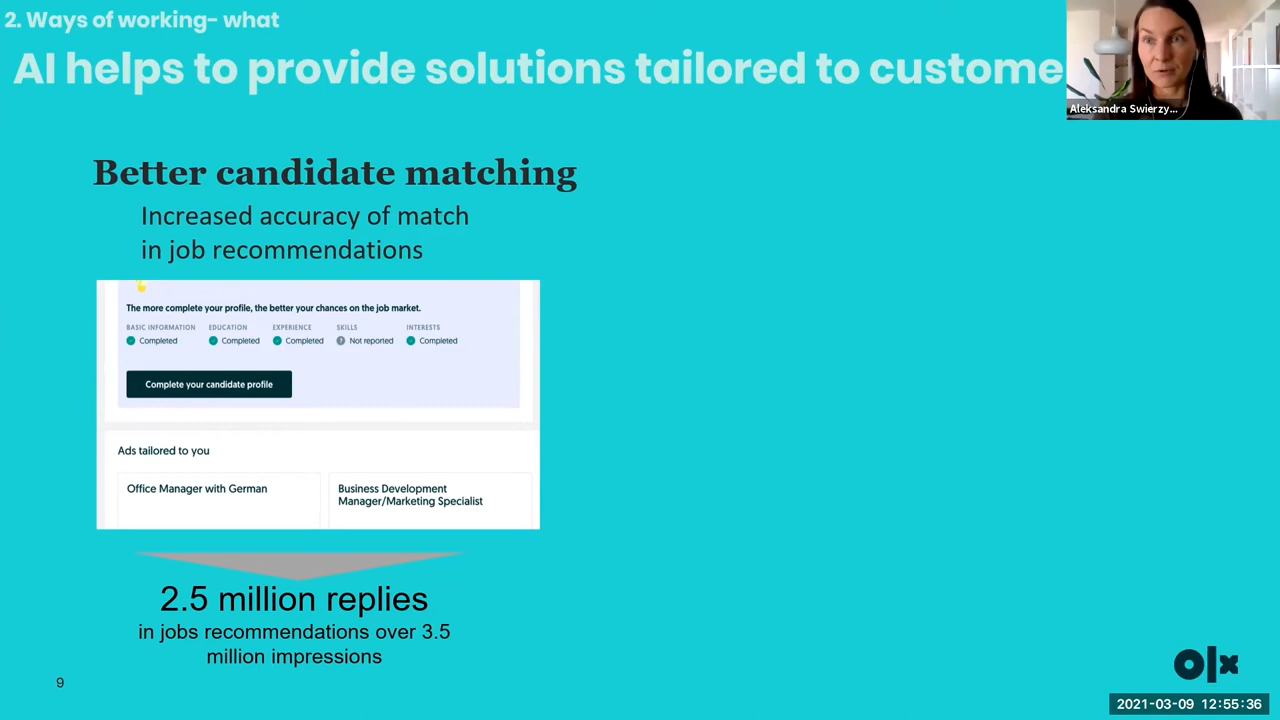 2. Ways of working- what
AI helps to provide solutions tailored to custome
Aleksandra Swierzy...
Better candidate matching
Increased accuracy of match
in job recommendations
The more complete your profile, the better your chances on the job market.
BASIC INFORMATION EDUCATION EXPERIENCE SKILLS INTERESTS
Completed Completed Completed Not reported Completed
Complete your candidate profile
Ads tailored to you
Office Manager with German
Business Development
Manager/Marketing Specialist
2.5 million replies
in jobs recommendations over 3.5
million impressions
9
olx
2021-03-09 12:55:36